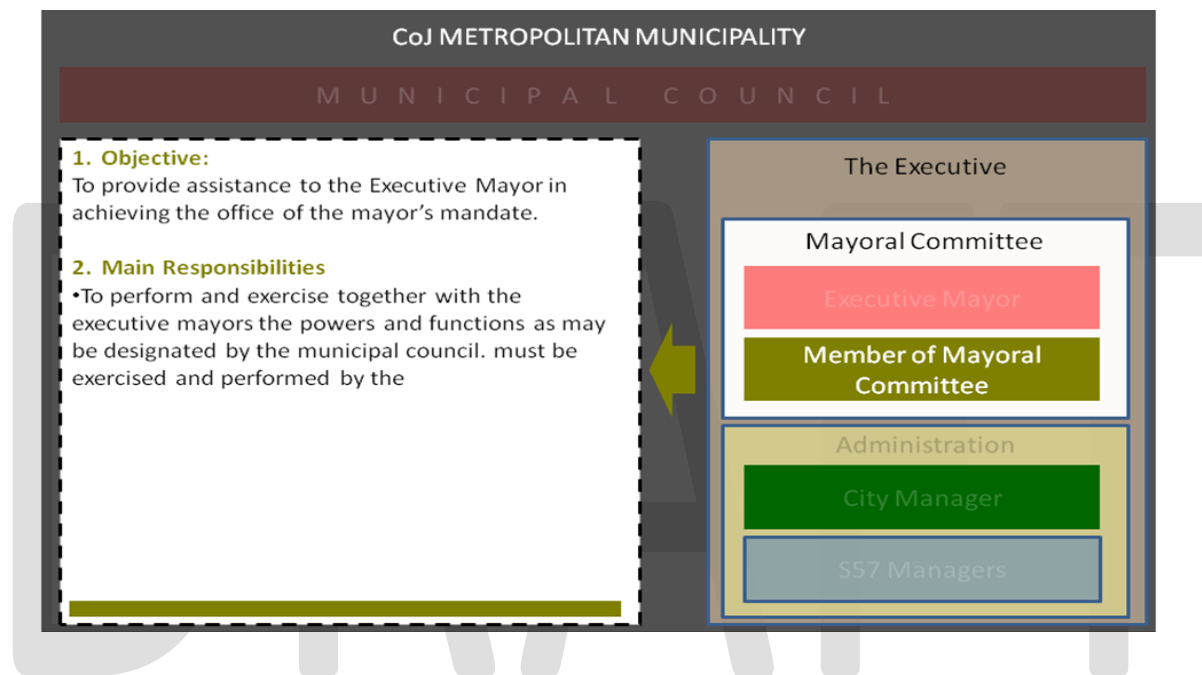 CoJ METROPOLITAN MUNICIPALITY
MUNICIPAL COUNCIL
1. Objective:
To provide assistance to the Executive Mayor in
achieving the office of the mayor's mandate.
2. Main Responsibilities
•To perform and exercise together with the
executive mayors the powers and functions as may
be designated by the municipal council. must be
exercised and performed by the
The Executive
Mayoral Committee
Executive Mayor
Member of Mayoral
Committee
Administration
City Manager
S57 Managers
DRAFT